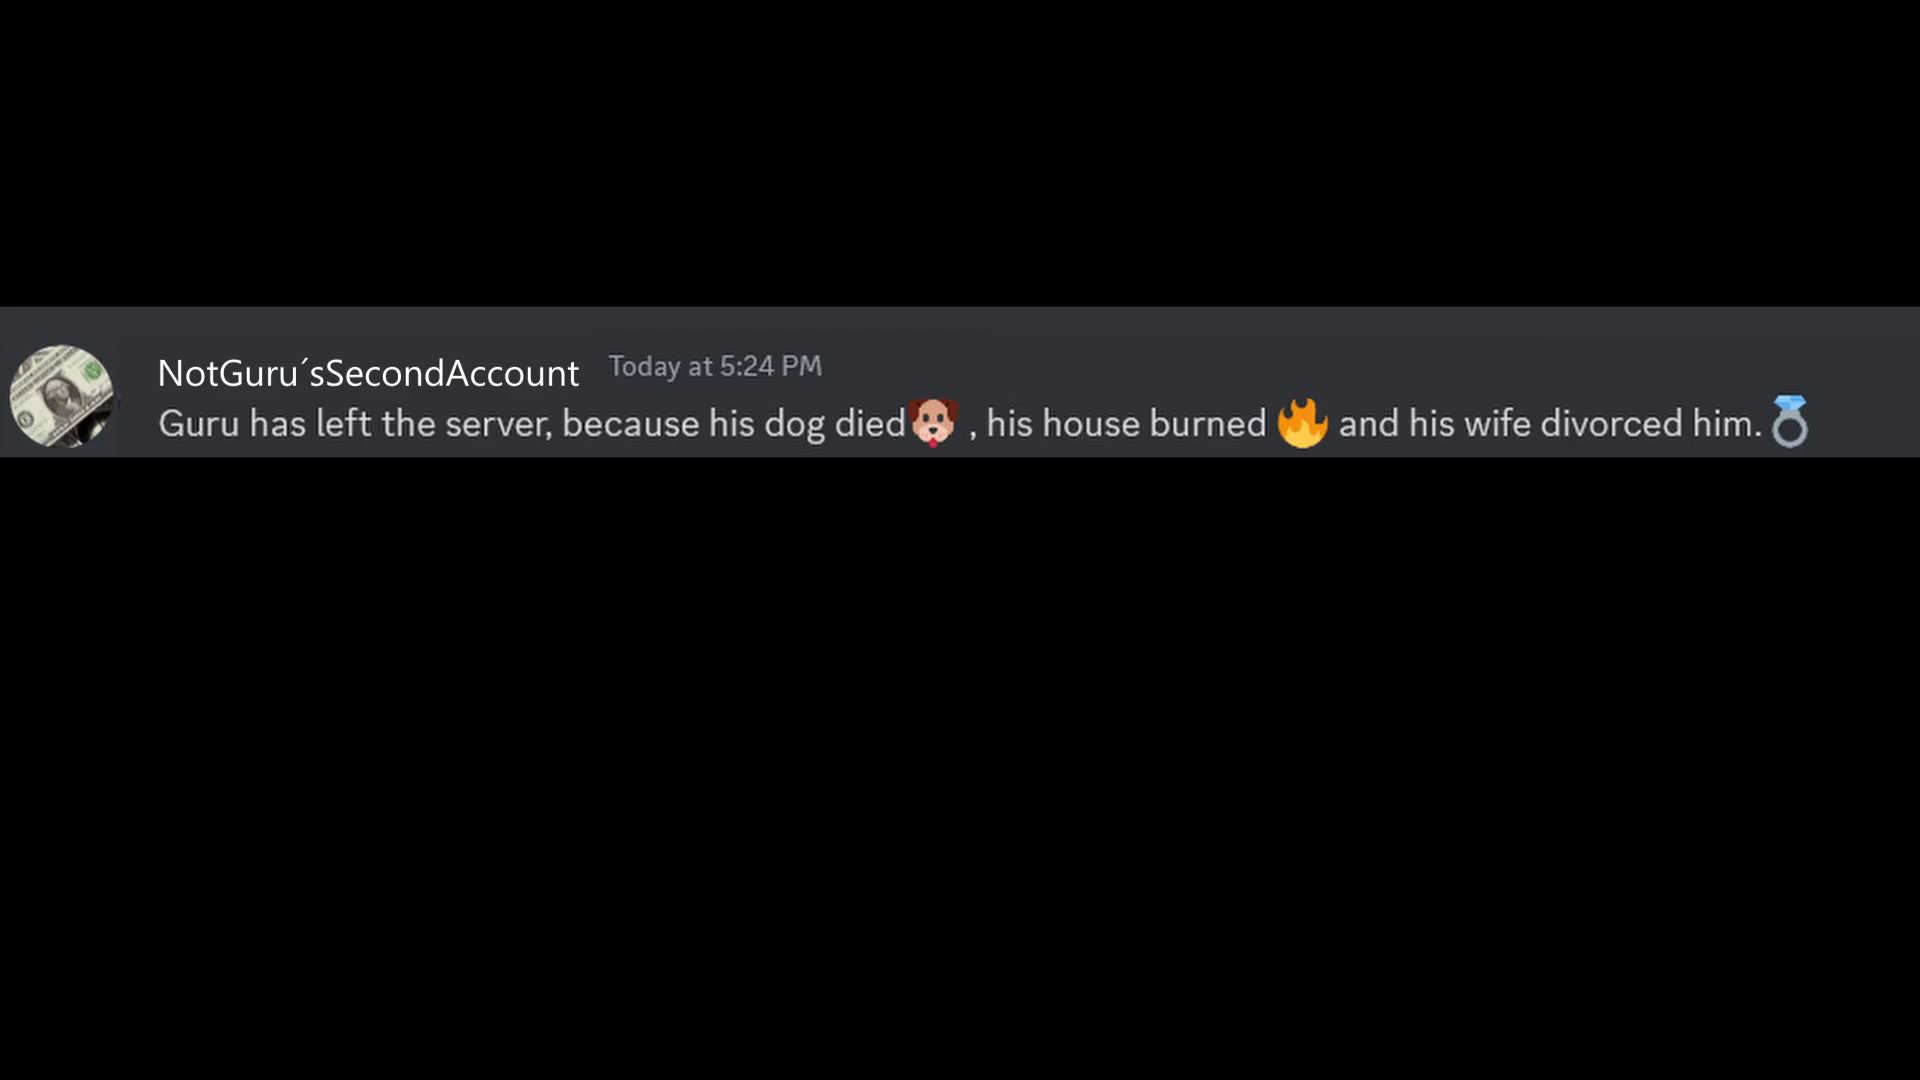 NotGuru´sSecondAccount Today at 5:24 PM
Guru has left the server, because his dog died🐶 , his house burned 🔥 and his wife divorced him. 💍